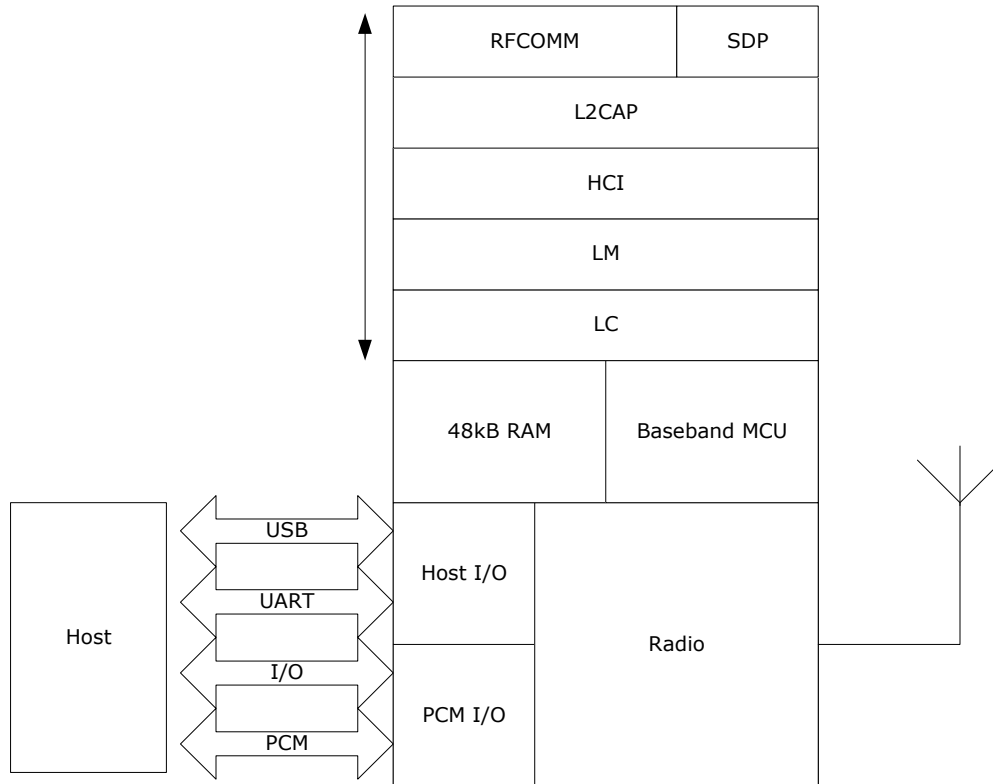 RFCOMM
SDP
L2CAP
HCI
LM
LC
48kB RAM
Baseband MCU
USB
Host I/O
UART
Host
Radio
I/O
PCM I/O
PCM